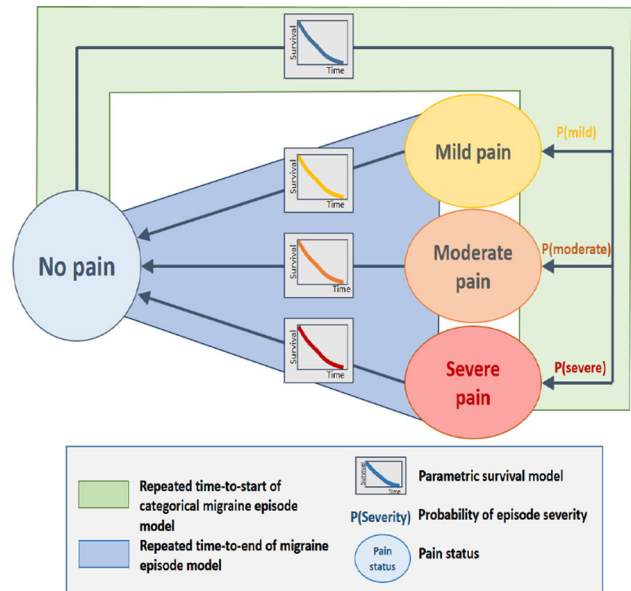 Survival
Time
P(mild)
Mild pain
Survival
Time
P(moderate)
No pain
Moderate
pain
Survival
Time
P(severe)
Severe
pain
Survival
Time
Repeated time-to-start of
categorical migraine episode
model
Repeated time-to-end of migraine
episode model
Survival
Time
Parametric survival model
P(Severity)
Probability of episode severity
Pain
status
Pain status